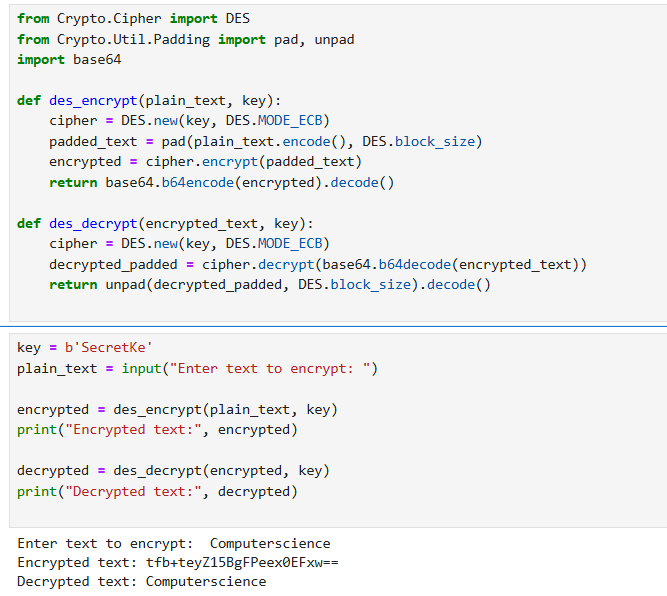 from Crypto.Cipher import DES
from Crypto.Util.Padding import pad, unpad
import base64

def des_encrypt(plain_text, key):
    cipher = DES.new(key, DES.MODE_ECB)
    padded_text = pad(plain_text.encode(), DES.block_size)
    encrypted = cipher.encrypt(padded_text)
    return base64.b64encode(encrypted).decode()

def des_decrypt(encrypted_text, key):
    cipher = DES.new(key, DES.MODE_ECB)
    decrypted_padded = cipher.decrypt(base64.b64decode(encrypted_text))
    return unpad(decrypted_padded, DES.block_size).decode()

key = b'SecretKe'
plain_text = input("Enter text to encrypt: ")

encrypted = des_encrypt(plain_text, key)
print("Encrypted text:", encrypted)

decrypted = des_decrypt(encrypted, key)
print("Decrypted text:", decrypted)

Enter text to encrypt:  Computerscience
Encrypted text: tfb+teyZ15BgFPeex0EFxw==
Decrypted text: Computerscience